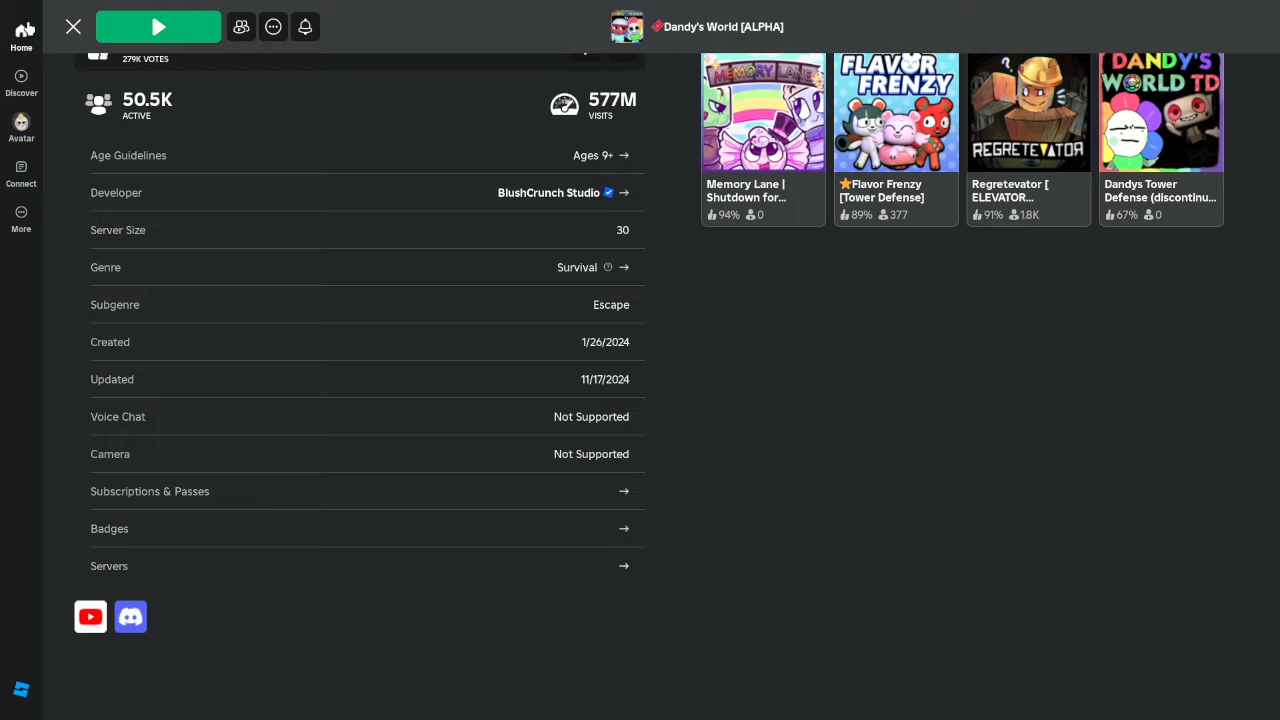 Dandy's World [ALPHA]
Home
Discover
Avatar
Connect
More
279K VOTES
50.5K
ACTIVE
577M
VISITS
Age Guidelines
Ages 9+
Developer
BlushCrunch Studio
Server Size
30
Genre
Survival
Subgenre
Escape
Created
1/26/2024
Updated
11/17/2024
Voice Chat
Not Supported
Camera
Not Supported
Subscriptions & Passes
Badges
Servers
MEMORY LANE
Memory Lane |
Shutdown for...
94% 0
FLAVOR
FRENZY
⭐Flavor Frenzy
[Tower Defense]
89% 377
?
REGRETEVATOR
Regretevator [
ELEVATOR...
91% 1.8K
DANDY'S
WORLD TD
Dandys Tower
Defense (discontinu...
67% 0